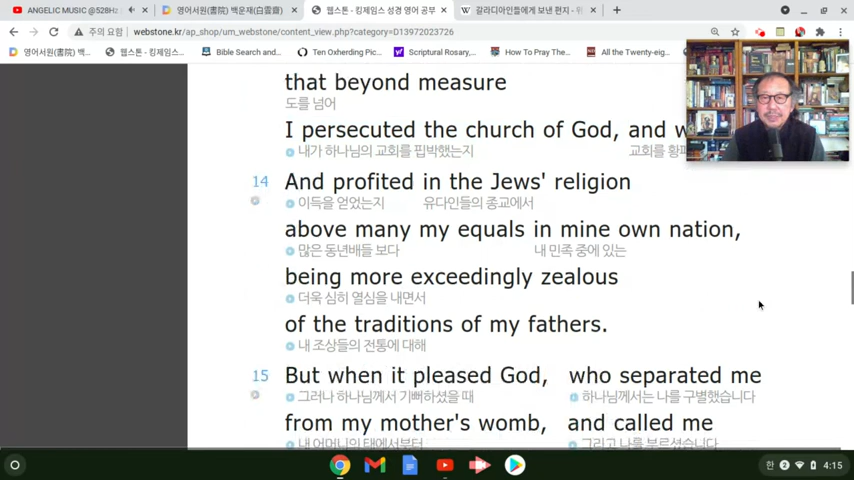 ANGELIC MUSIC @528Hz
영어서원(書院) 백운재(白雲齋)
웹스톤 - 킹제임스 성경 영어 공부
갈라디아인들에게 보낸 편지 - 위
주의 요함
webstone.kr/ap_shop/um_webstone/content_view.php?category=D13972023726
영어서원(書院) 백...
웹스톤 - 킹제임스...
Bible Search and...
Ten Oxherding Pic...
Scriptural Rosary,...
How To Pray The...
All the Twenty-eig...
that beyond measure
도를 넘어
I persecuted the church of God, and w
내가 하나님의 교회를 핍박했는지 교회를 황폐
14 And profited in the Jews' religion
이득을 얻었는지 유다인들의 종교에서
above many my equals in mine own nation,
많은 동년배들 보다 내 민족 중에 있는
being more exceedingly zealous
더욱 심히 열심을 내면서
of the traditions of my fathers.
내 조상들의 전통에 대해
15 But when it pleased God, who separated me
그러나 하나님께서 기뻐하셨을 때 하나님께서는 나를 구별했습니다
from my mother's womb, and called me
내 어머니의 태에서부터 그리고 나를 부르셨습니다
한 2 4:15